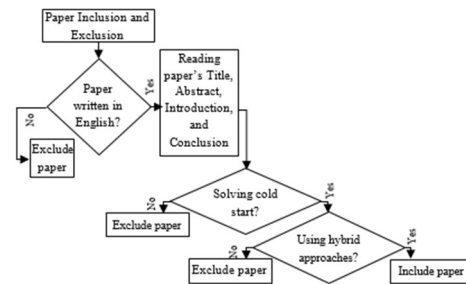 Paper Inclusion and
Exclusion
Paper
written in
English?
Yes
No
Reading
paper's Title,
Abstract,
Introduction,
and
Conclusion
Exclude
paper
Solving cold
start?
No
Yes
Exclude paper
Using hybrid
approaches?
No
Yes
Exclude paper
Include paper